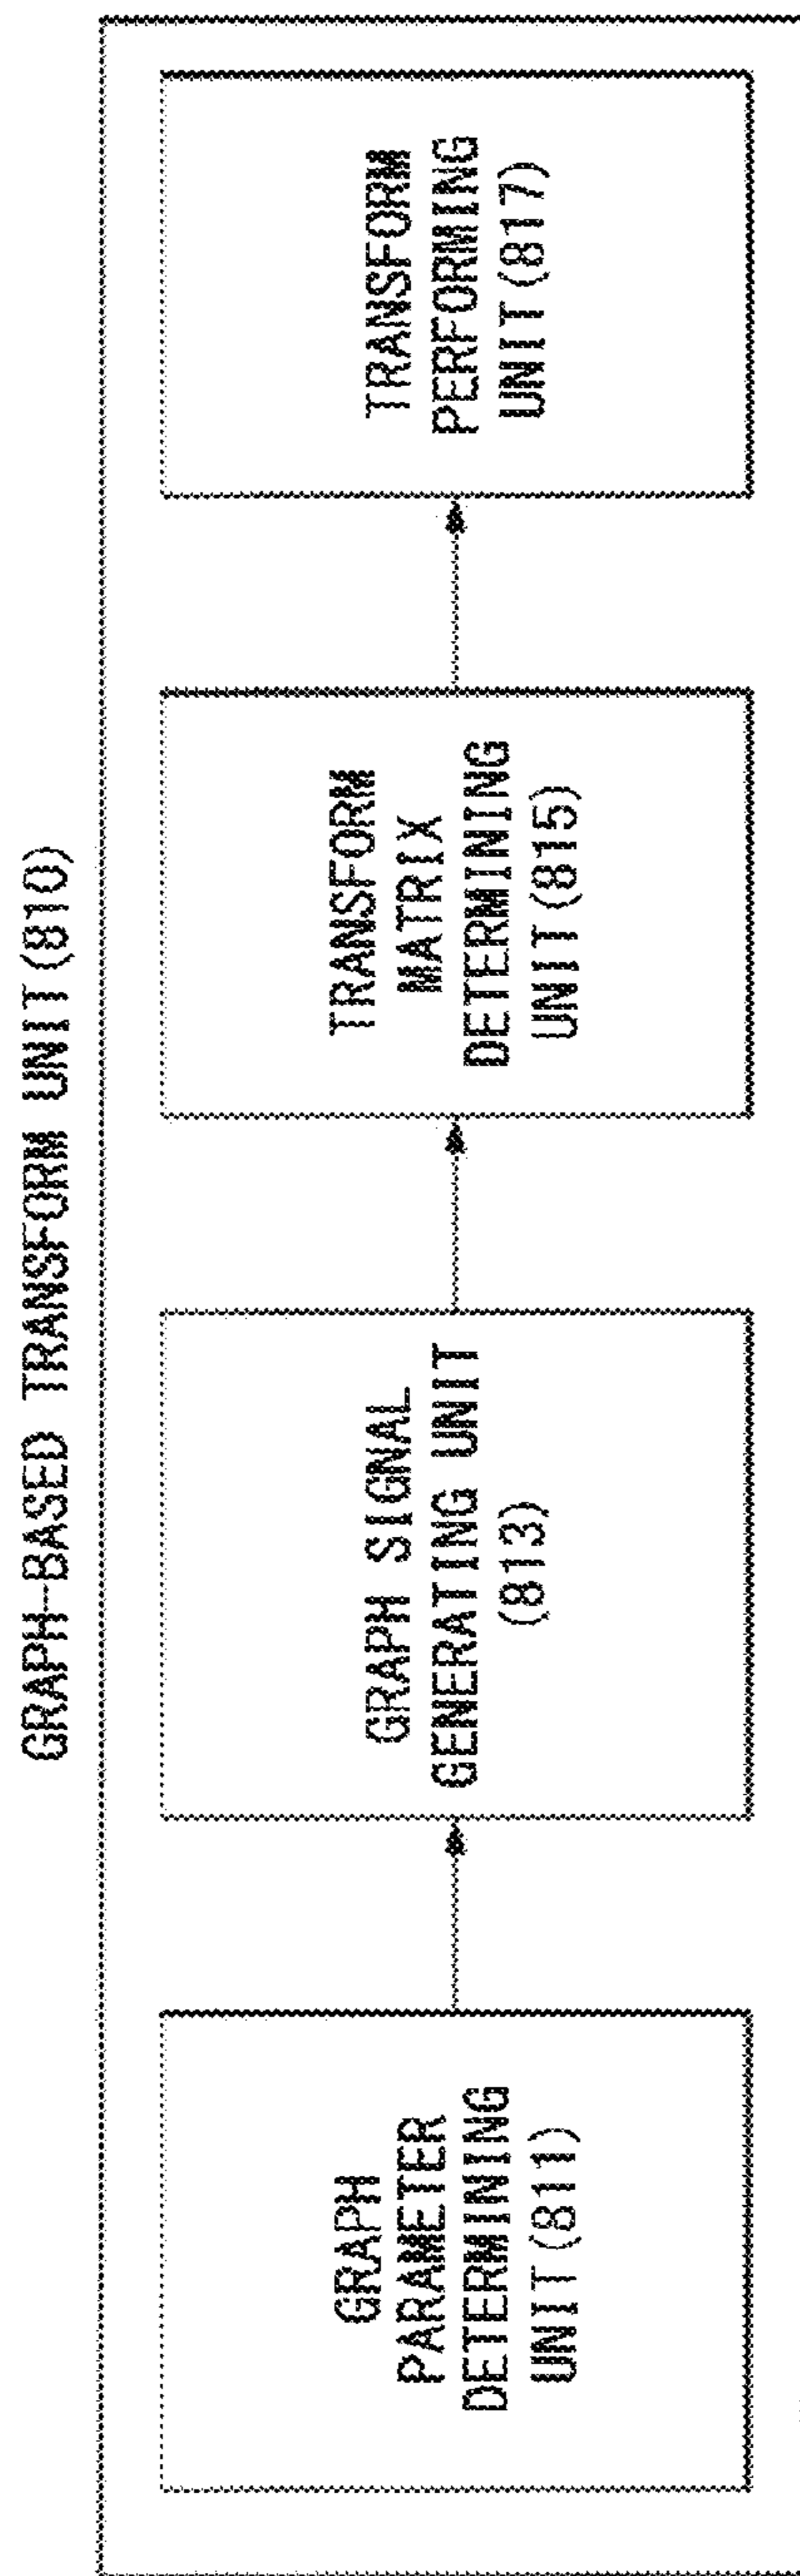 GRAPH-BASED TRANSFORM UNIT(810)
GRAPH
PARAMETER
DETERMINING
UNIT(811)
GRAPH SIGNAL
GENERATING UNIT
(813)
TRANSFORM
MATRIX
DETERMINING
UNIT(815)
TRANSFORM
PERFORMING
UNIT(817)